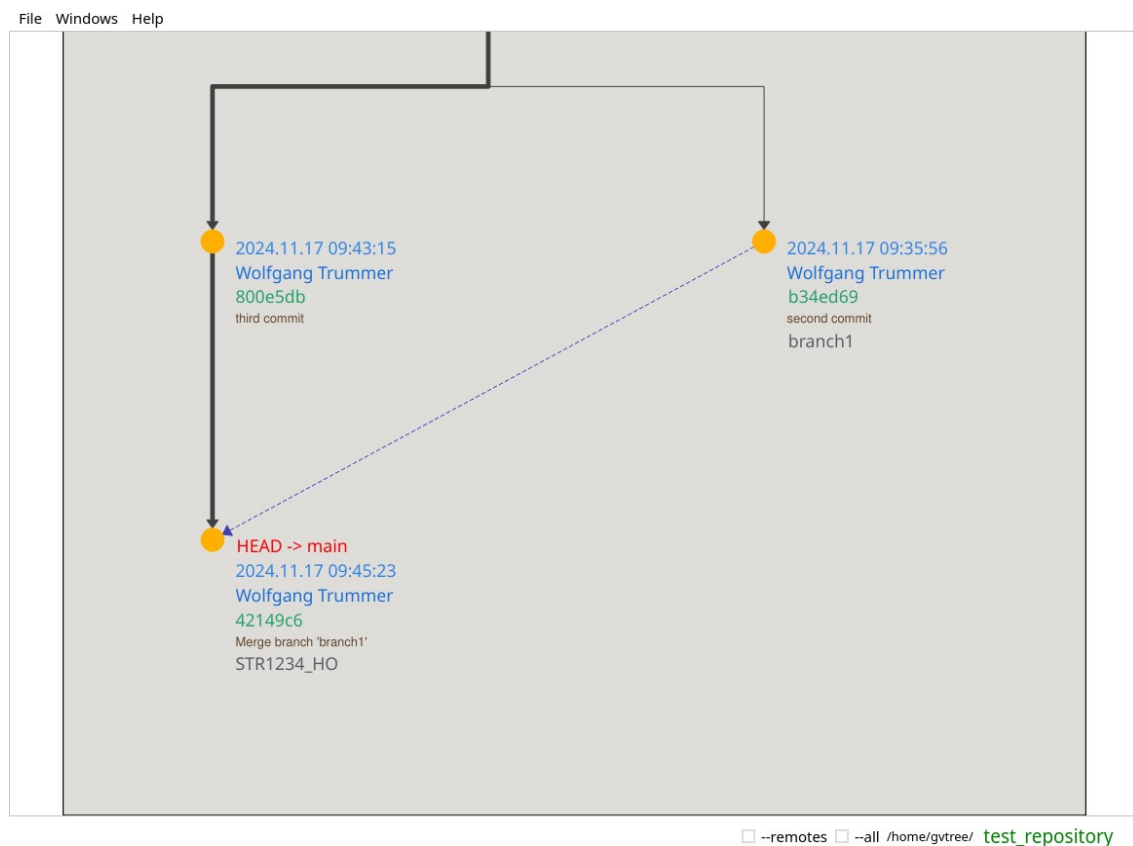 File Windows Help
2024.11.17 09:43:15
Wolfgang Trummer
800e5db
third commit
2024.11.17 09:35:56
Wolfgang Trummer
b34ed69
second commit
branch1
HEAD -> main
2024.11.17 09:45:23
Wolfgang Trummer
42149c6
Merge branch 'branch1'
STR1234_HO
--remotes --all /home/gvtree/ test_repository